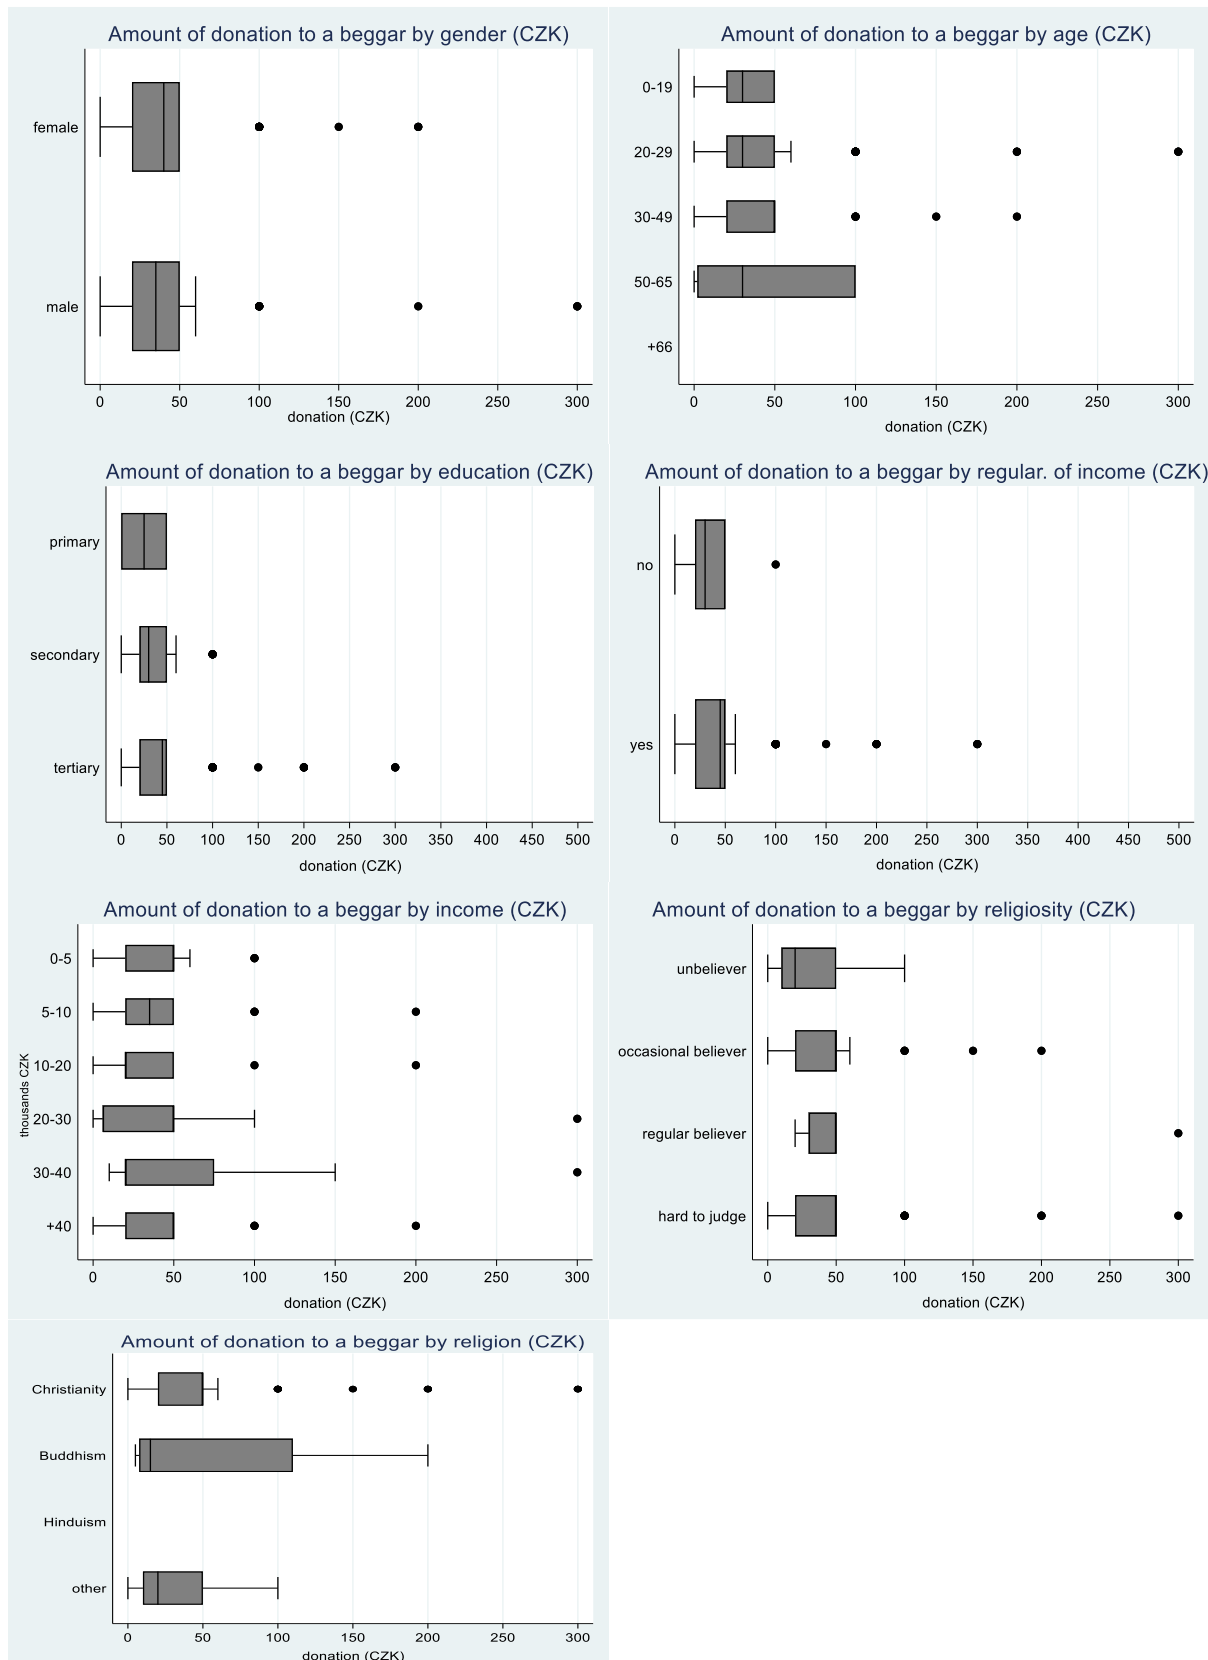 Amount of donation to a beggar by gender (CZK)
female
male
0 50 100 150 200 250 300
donation (CZK)
Amount of donation to a beggar by age (CZK)
0-19
20-29
30-49
50-65
+66
0 50 100 150 200 250 300
donation (CZK)
Amount of donation to a beggar by education (CZK)
primary
secondary
tertiary
0 50 100 150 200 250 300 350 400 450 500
donation (CZK)
Amount of donation to a beggar by regular. of income (CZK)
no
yes
0 50 100 150 200 250 300 350 400 450 500
donation (CZK)
Amount of donation to a beggar by income (CZK)
thousands CZK
0-5
5-10
10-20
20-30
30-40
+40
0 50 100 150 200 250 300
donation (CZK)
Amount of donation to a beggar by religiosity (CZK)
unbeliever
occasional believer
regular believer
hard to judge
0 50 100 150 200 250 300
donation (CZK)
Amount of donation to a beggar by religion (CZK)
Christianity
Buddhism
Hinduism
other
0 50 100 150 200 250 300
donation (CZK)